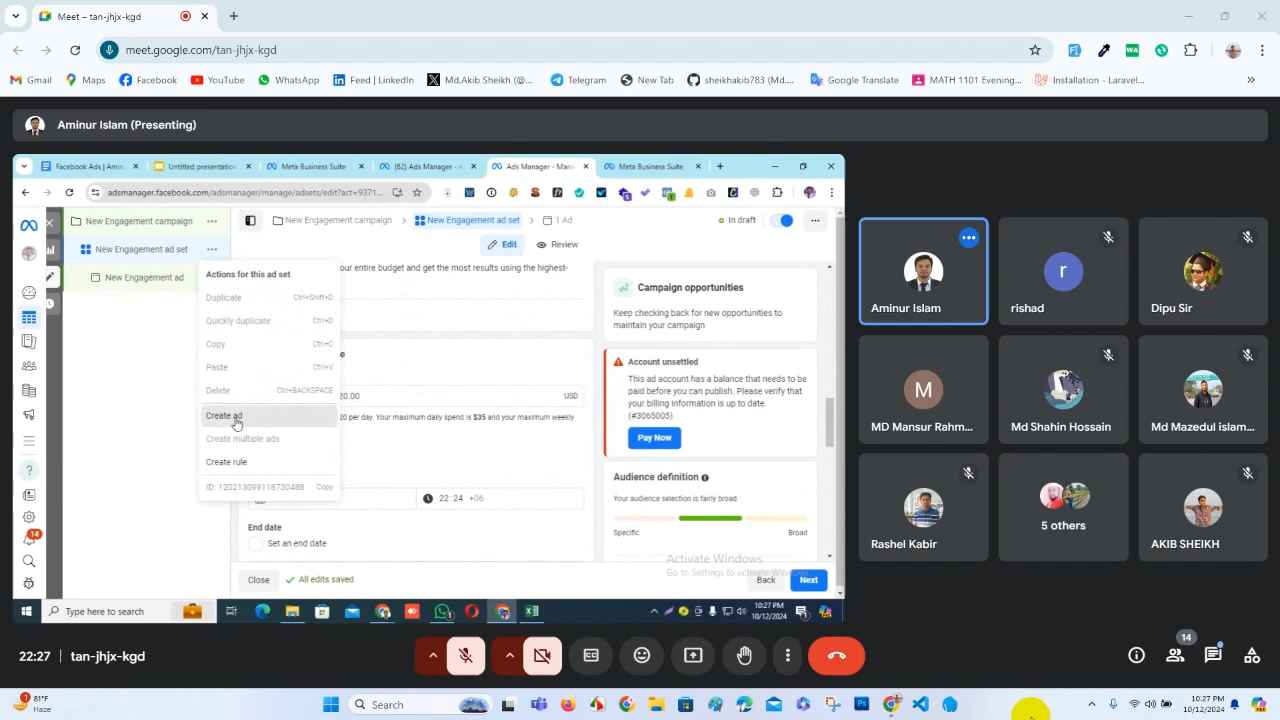 Meet – tan-jhjx-kgd
meet.google.com/tan-jhjx-kgd
Gmail
Maps
Facebook
YouTube
WhatsApp
Feed | LinkedIn
Md.Akib Sheikh (@...
Telegram
New Tab
sheikhakib783 (Md....
Google Translate
MATH 1101 Evening...
Installation - Laravel...
Aminur Islam (Presenting)
Facebook Ads | Amin
Untitled presentation
Meta Business Suite
(62) Ads Manager - A
Ads Manager - Mana
Meta Business Suite
adsmanager.facebook.com/adsmanager/manage/adsets/edit?act=9371...
New Engagement campaign
New Engagement campaign
New Engagement ad set
1 Ad
In draft
New Engagement ad set
Edit
Review
New Engagement ad
Actions for this ad set
Duplicate Ctrl+Shift+D
Quickly duplicate Ctrl+D
Copy Ctrl+C
Paste Ctrl+V
Delete Ctrl+BACKSPACE
Create ad
Create multiple ads
Create rule
ID: 120213099118730488 Copy
our entire budget and get the most results using the highest-
20.00 USD
20 per day. Your maximum daily spend is $35 and your maximum weekly
22:24 +06
End date
Set an end date
Campaign opportunities
Keep checking back for new opportunities to
maintain your campaign
Account unsettled
This ad account has a balance that needs to be
paid before you can publish. Please verify that
your billing information is up to date.
(#3065005)
Pay Now
Audience definition
Your audience selection is fairly broad.
Specific
Broad
Activate Windows
Go to Settings to activate Windows.
Close
All edits saved
Back
Next
14
Type here to search
10:27 PM
10/12/2024
Aminur Islam
r
rishad
Dipu Sir
M
MD Mansur Rahm...
Md Shahin Hossain
Md Mazedul islam...
Rashel Kabir
5 others
AKIB SHEIKH
22:27 | tan-jhjx-kgd
14
1
81°F
Haze
Search
10:27 PM
10/12/2024